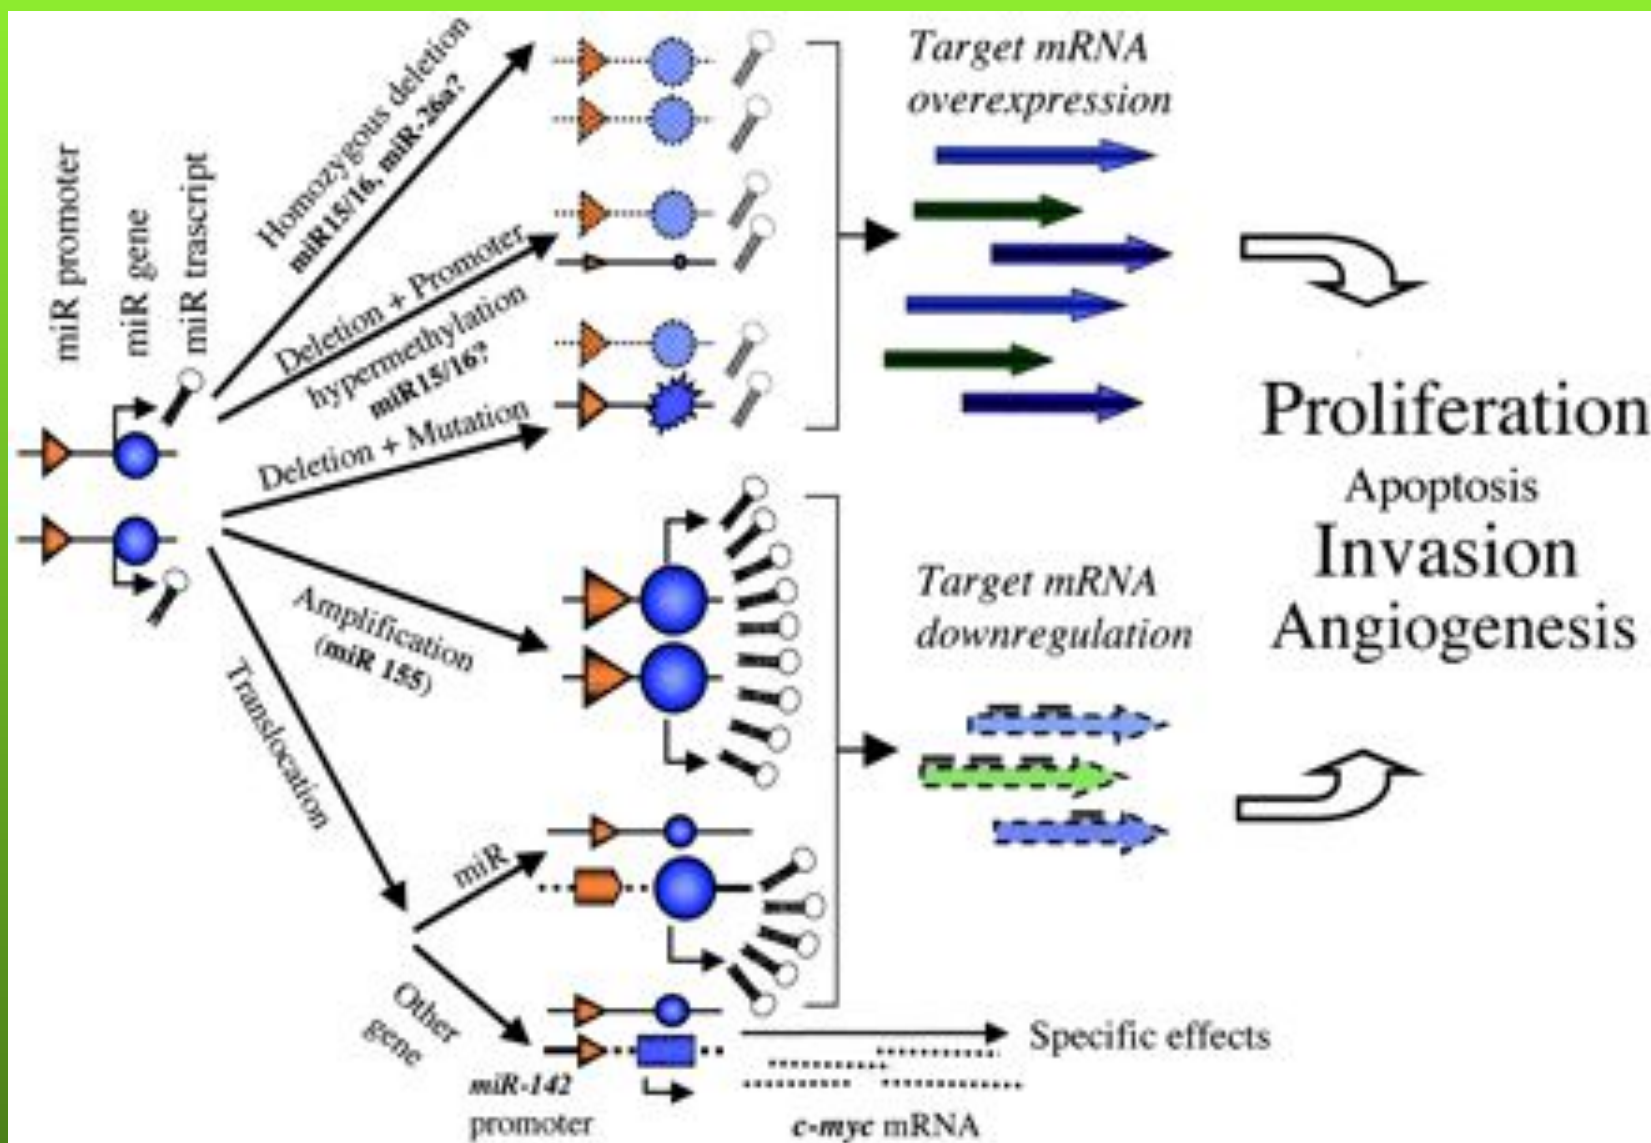 miR promoter
miR gene
miR trascript
Homozygous deletion
miR15/16, miR-26a?
Deletion + Promoter
hypermethylation
miR15/16?
Deletion + Mutation
Amplification
(miR 155)
Translocation
miR
Other
gene
miR-142
promoter
c-myc mRNA
Specific effects
Target mRNA
overexpression
Target mRNA
downregulation
Proliferation
Apoptosis
Invasion
Angiogenesis